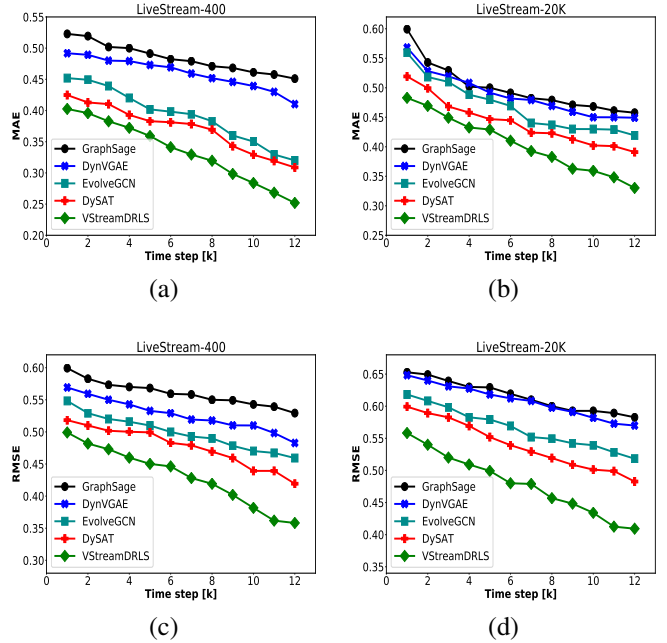 LiveStream-400
0.55
0.50
0.45
0.40
0.35
0.30
0.25
0.20
MAE
GraphSage
DynVGAE
EvolveGCN
DySAT
VStreamDRLS
0 2 4 6 8 10 12
Time step [k]
(a)
LiveStream-20K
0.60
0.55
0.50
0.45
0.40
0.35
0.30
0.25
MAE
GraphSage
DynVGAE
EvolveGCN
DySAT
VStreamDRLS
0 2 4 6 8 10 12
Time step [k]
(b)
LiveStream-400
0.60
0.55
0.50
0.45
0.40
0.35
0.30
RMSE
GraphSage
DynVGAE
EvolveGCN
DySAT
VStreamDRLS
0 2 4 6 8 10 12
Time step [k]
(c)
LiveStream-20K
0.65
0.60
0.55
0.50
0.45
0.40
0.35
RMSE
GraphSage
DynVGAE
EvolveGCN
DySAT
VStreamDRLS
0 2 4 6 8 10 12
Time step [k]
(d)